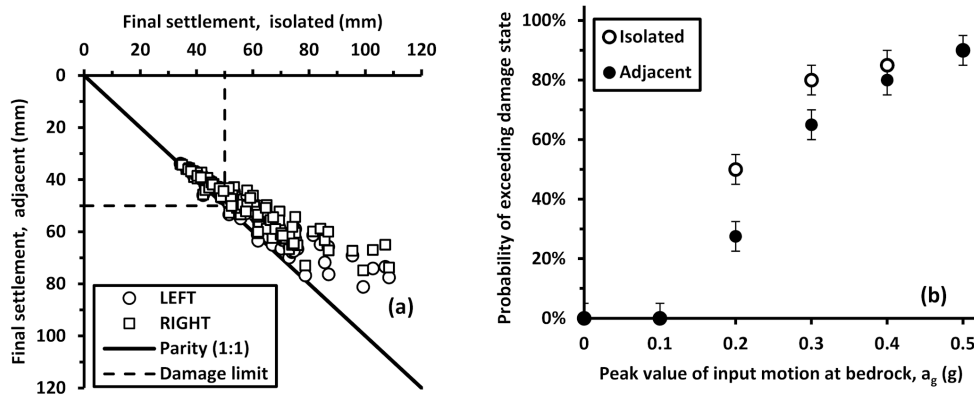 Final settlement, isolated (mm)
0 20 40 60 80 100 120
Final settlement, adjacent (mm)
0
20
40
60
80
100
120
LEFT
RIGHT
Parity (1:1)
Damage limit
(a)
Probability of exceeding damage state
100%
80%
60%
40%
20%
0%
Isolated
Adjacent
(b)
0 0.1 0.2 0.3 0.4 0.5
Peak value of input motion at bedrock, ag (g)